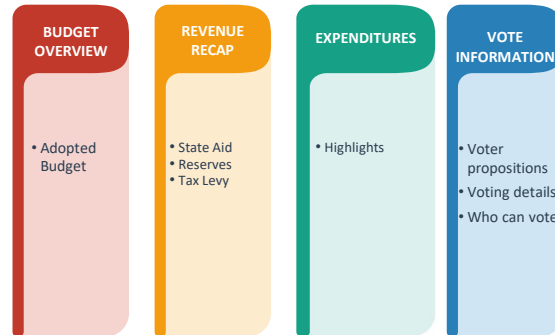 BUDGET
OVERVIEW
• Adopted
Budget
REVENUE
RECAP
• State Aid
• Reserves
• Tax Levy
EXPENDITURES
• Highlights
VOTE
INFORMATION
• Voter
propositions
• Voting details
• Who can vote